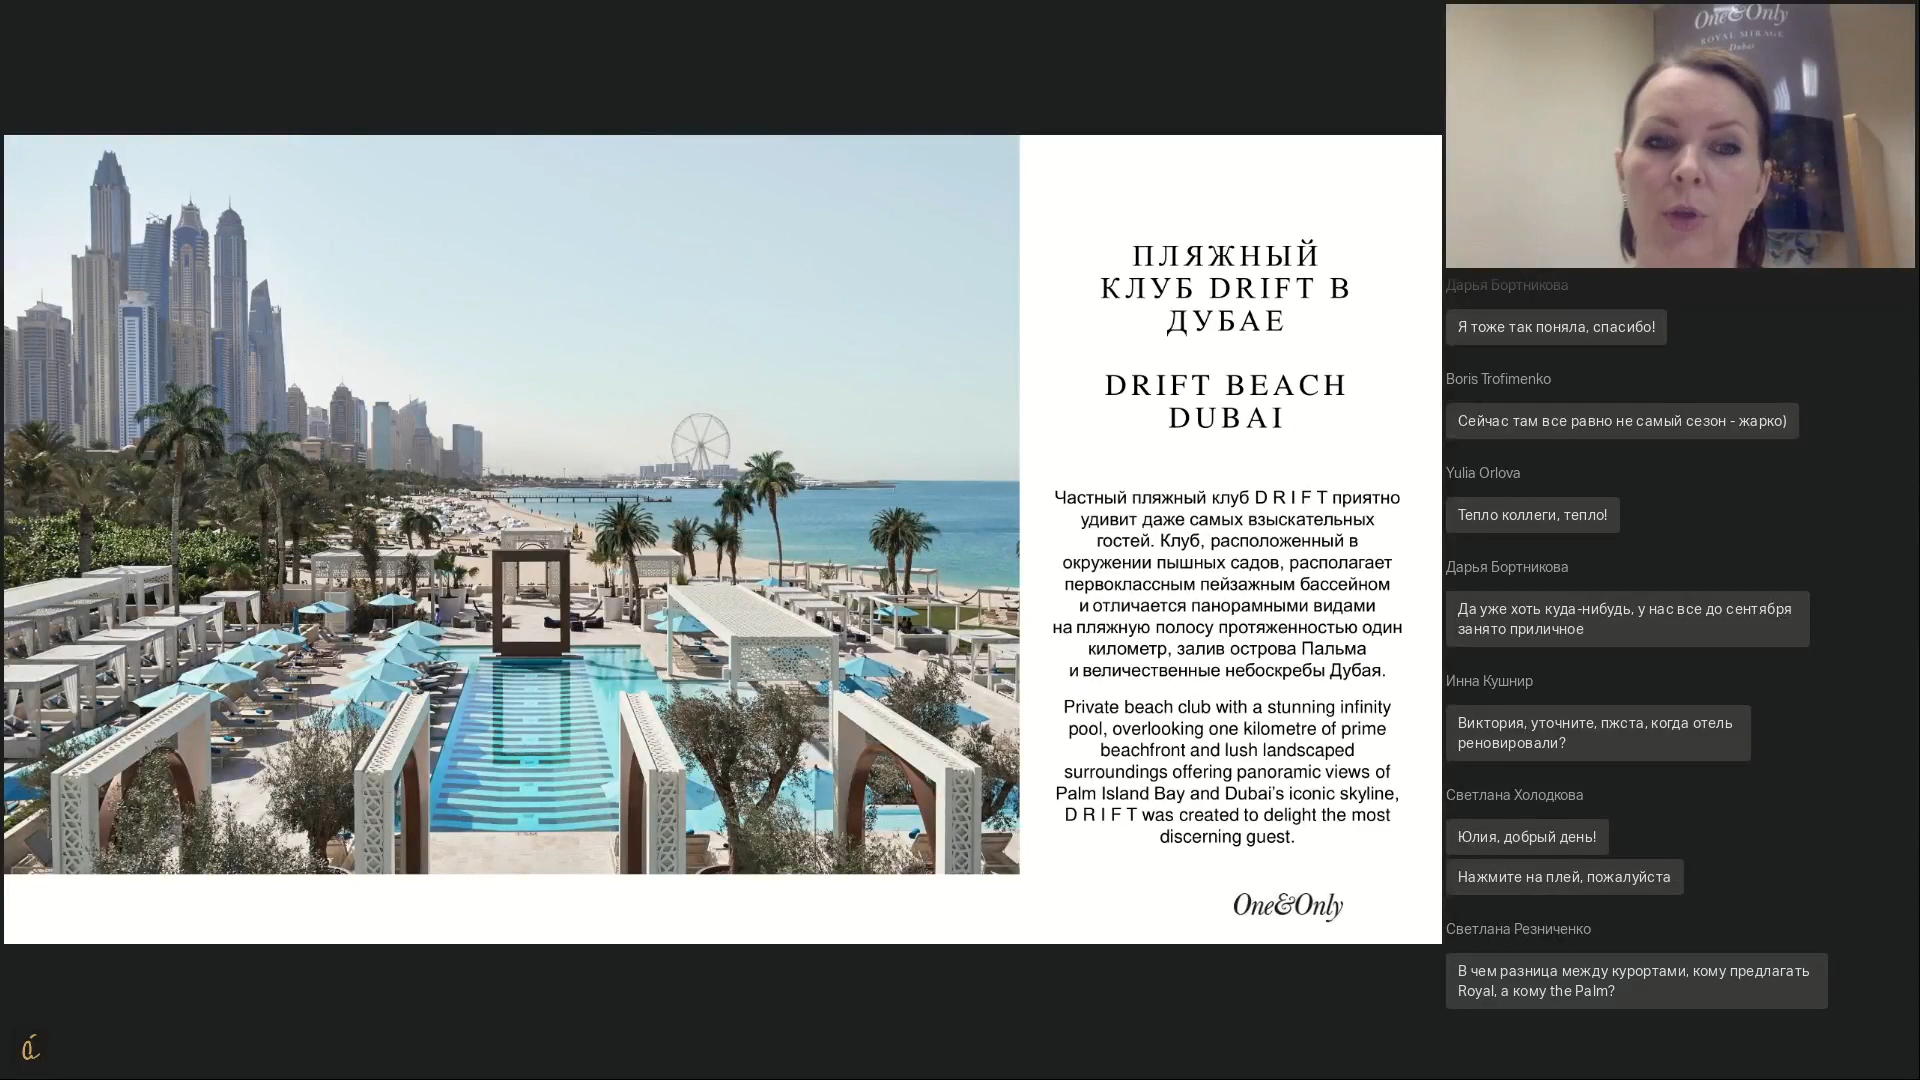 ПЛЯЖНЫЙ
КЛУБ DRIFT В
ДУБАЕ
DRIFT BEACH
DUBAI
Частный пляжный клуб D R I F T приятно
удивит даже самых взыскательных
гостей. Клуб, расположенный в
окружении пышных садов, располагает
первоклассным пейзажным бассейном
и отличается панорамными видами
на пляжную полосу протяженностью один
километр, залив острова Пальма
и величественные небоскребы Дубая.
Private beach club with a stunning infinity
pool, overlooking one kilometre of prime
beachfront and lush landscaped
surroundings offering panoramic views of
Palm Island Bay and Dubai's iconic skyline,
D R I F T was created to delight the most
discerning guest.
One&Only
One&Only
ROYAL MIRAGE
Dubai
Дарья Бортникова
Я тоже так поняла, спасибо!
Boris Trofimenko
Сейчас там все равно не самый сезон - жарко)
Yulia Orlova
Тепло коллеги, тепло!
Дарья Бортникова
Да уже хоть куда-нибудь, у нас все до сентября
занято приличное
Инна Кушнир
Виктория, уточните, пжста, когда отель
реновировали?
Светлана Холодкова
Юлия, добрый день!
Нажмите на плей, пожалуйста
Светлана Резниченко
В чем разница между курортами, кому предлагать
Royal, а кому the Palm?
á